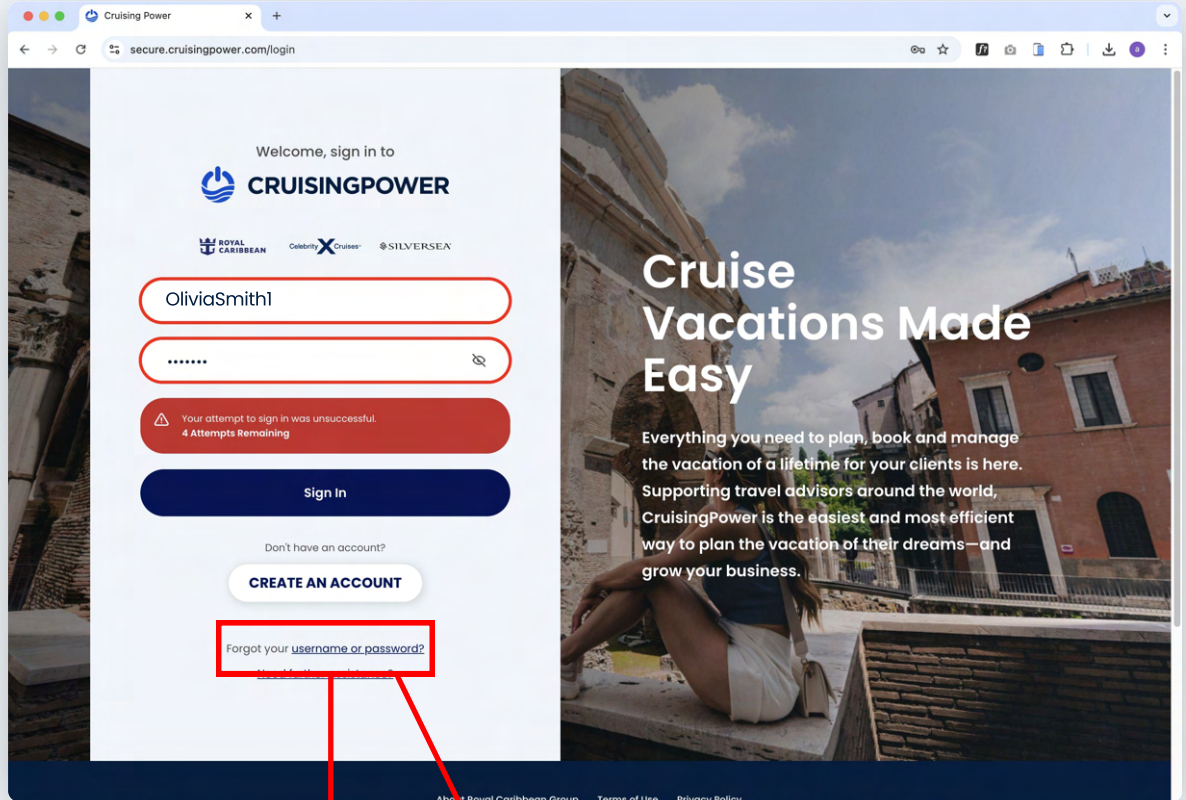 Cruising Power
secure.cruisingpower.com/login
Welcome, sign in to
CRUISINGPOWER
ROYAL
CARIBBEAN
Celebrity X Cruises
SILVERSEA
OliviaSmith1
Your attempt to sign in was unsuccessful.
4 Attempts Remaining
Sign In
Don't have an account?
CREATE AN ACCOUNT
Forgot your username or password?
Cruise
Vacations Made
Easy
Everything you need to plan, book and manage
the vacation of a lifetime for your clients is here.
Supporting travel advisors around the world,
CruisingPower is the easiest and most efficient
way to plan the vacation of their dreams—and
grow your business.
About Royal Caribbean Group Terms of Use Privacy Policy